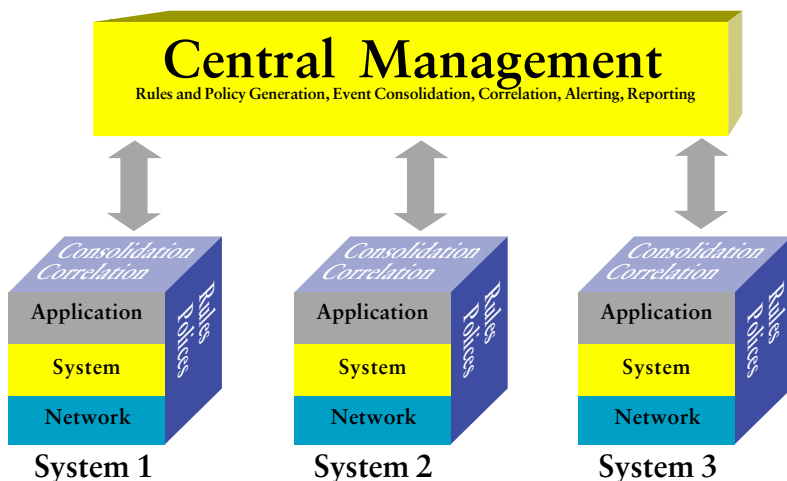 Central Management
Rules and Policy Generation, Event Consolidation, Correlation, Alerting, Reporting
Consolidation
Correlation
Application
System
Network
Rules
Polices
System 1
Consolidation
Correlation
Application
System
Network
Rules
Polices
System 2
Consolidation
Correlation
Application
System
Network
Rules
Polices
System 3